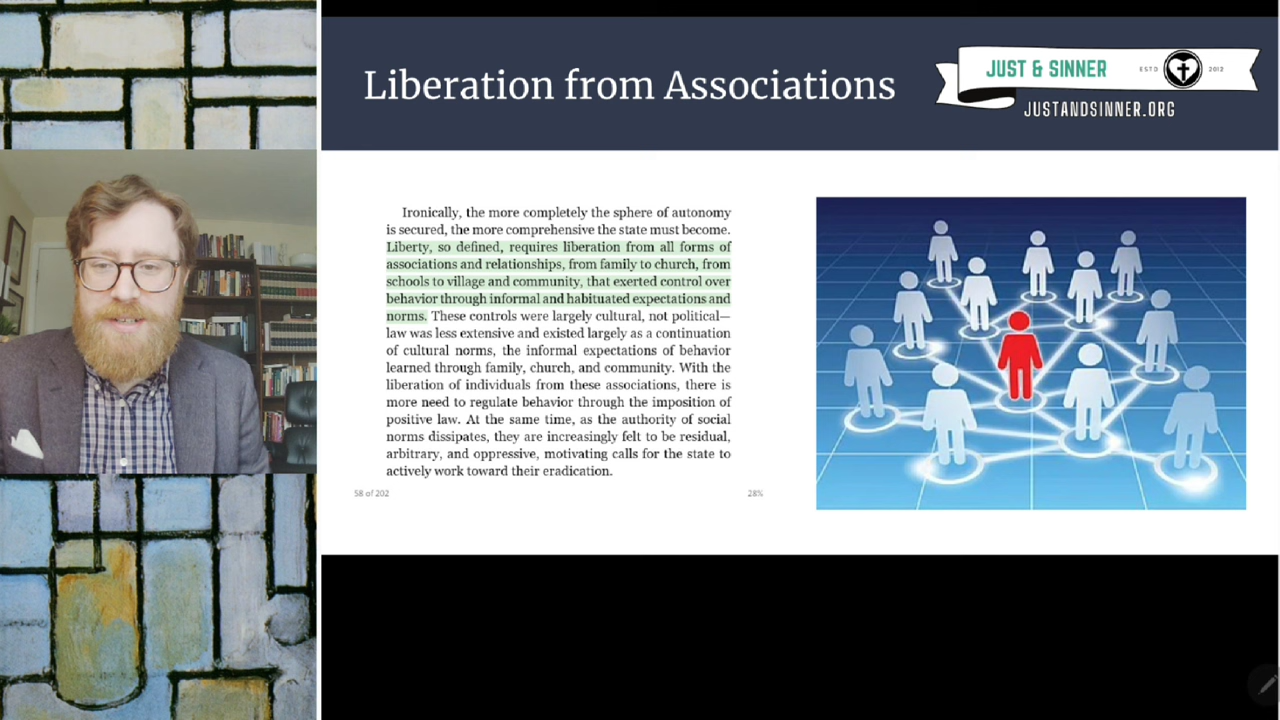 Liberation from Associations
JUST & SINNER
ESTD
2012
JUSTANDSINNER.ORG
Ironically, the more completely the sphere of autonomy
is secured, the more comprehensive the state must become.
Liberty, so defined, requires liberation from all forms of
associations and relationships, from family to church, from
schools to village and community, that exerted control over
behavior through informal and habituated expectations and
norms. These controls were largely cultural, not political—
law was less extensive and existed largely as a continuation
of cultural norms, the informal expectations of behavior
learned through family, church, and community. With the
liberation of individuals from these associations, there is
more need to regulate behavior through the imposition of
positive law. At the same time, as the authority of social
norms dissipates, they are increasingly felt to be residual,
arbitrary, and oppressive, motivating calls for the state to
actively work toward their eradication.
58 of 202
28%